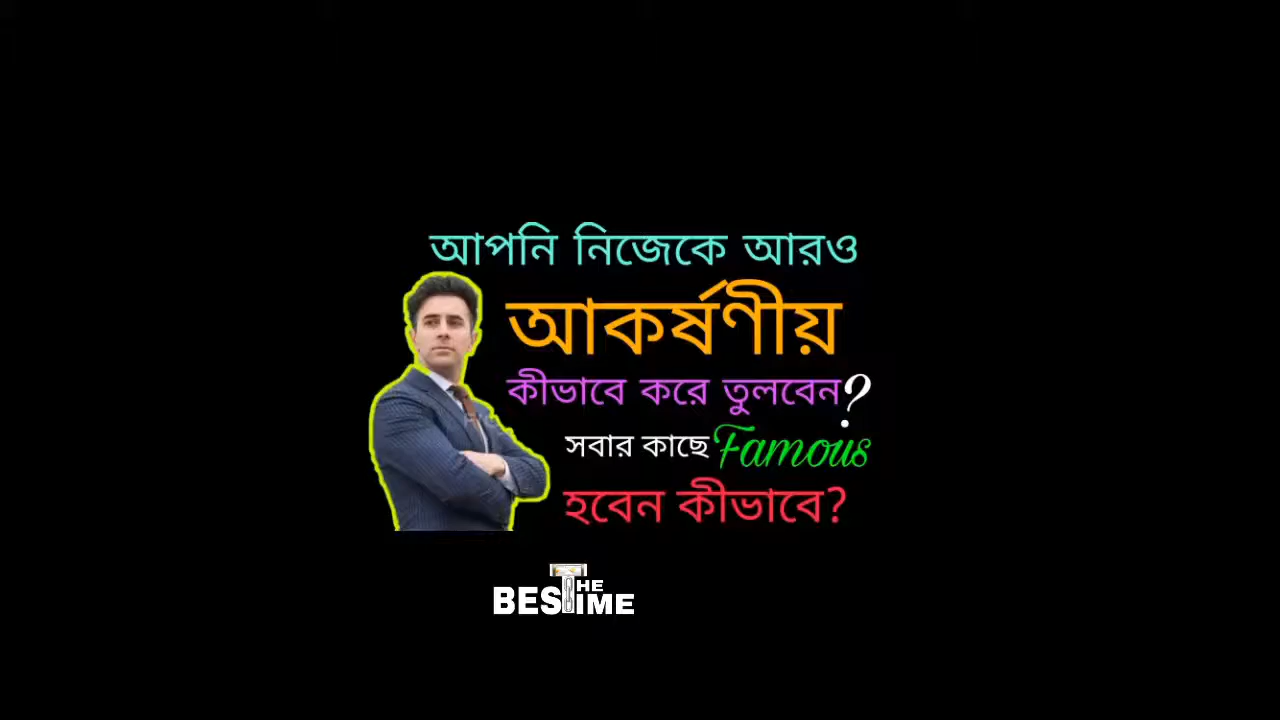 আপনি নিজেকে আরও
আকর্ষণীয়
কীভাবে করে তুলবেন?
সবার কাছে Famous
হবেন কীভাবে?
THE
BEST TIME